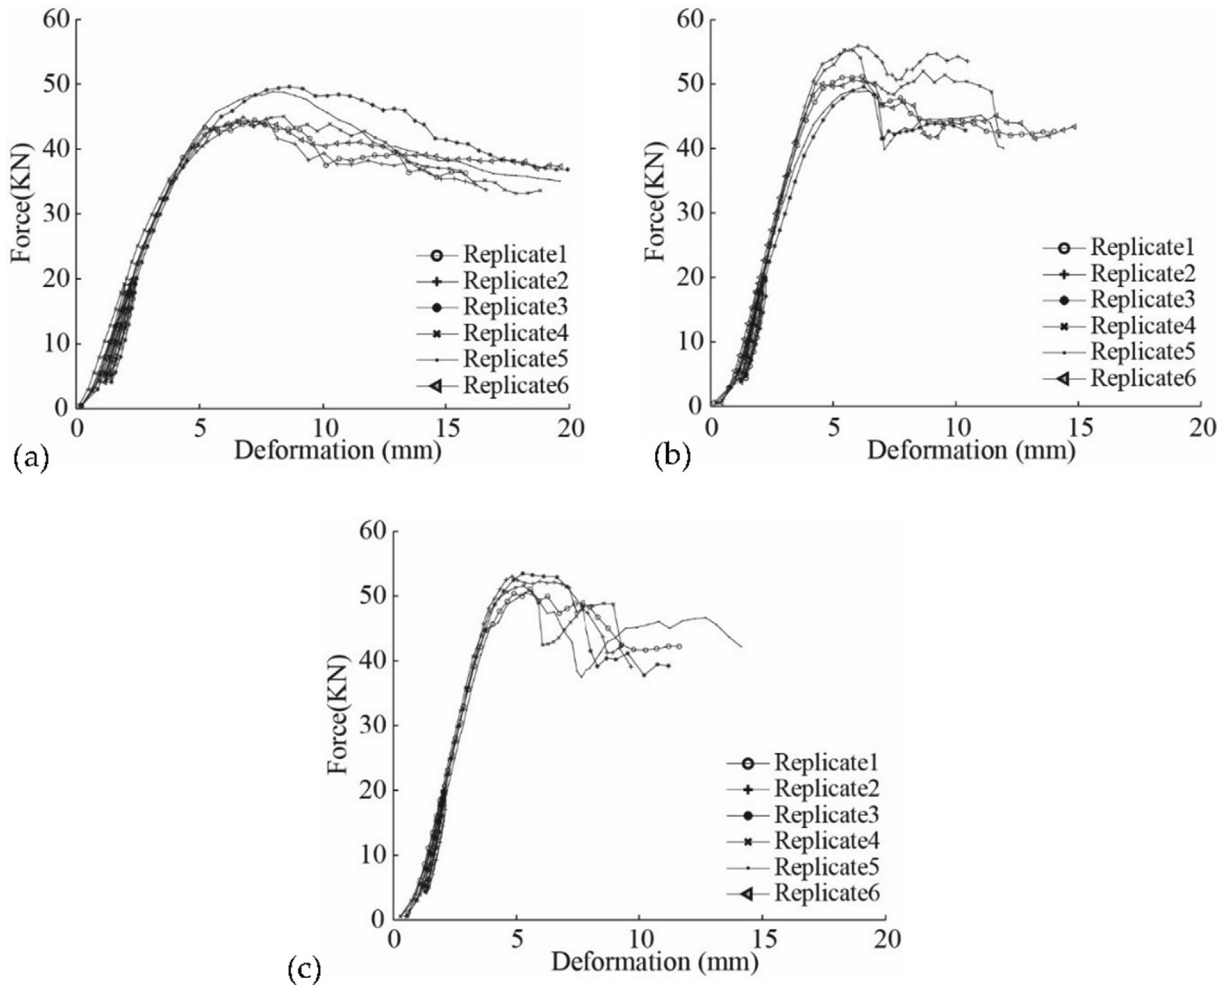 60
50
40
30
20
10
0
Force(KN)
Replicate1
Replicate2
Replicate3
Replicate4
Replicate5
Replicate6
0 5 10 15 20
Deformation (mm)
(a)
60
50
40
30
20
10
0
Force(KN)
Replicate1
Replicate2
Replicate3
Replicate4
Replicate5
Replicate6
0 5 10 15 20
Deformation (mm)
(b)
60
50
40
30
20
10
0
Force(KN)
Replicate1
Replicate2
Replicate3
Replicate4
Replicate5
Replicate6
0 5 10 15 20
Deformation (mm)
(c)